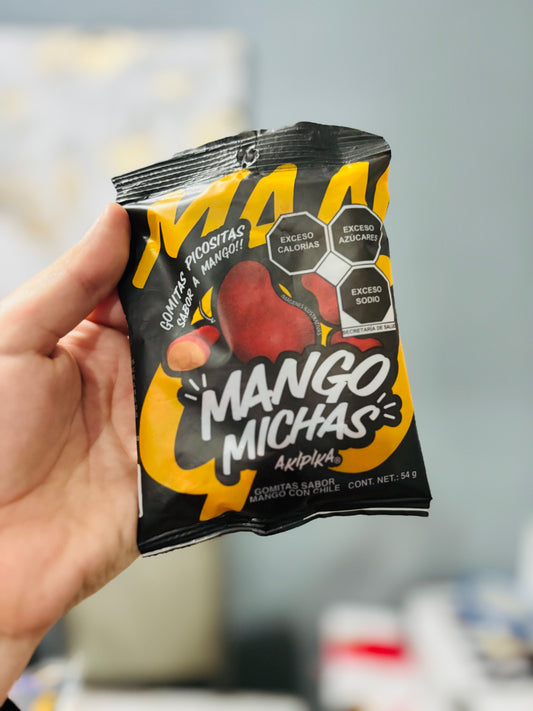 MAN
GOMITAS PICOSITAS
SABOR A MANGO!!
EXCESO
CALORÍAS
EXCESO
AZÚCARES
EXCESO
SODIO
SECRETARÍA DE SALUD
MANGO
MICHAS
AKIPIKA®
GOMITAS SABOR
MANGO CON CHILE
CONT. NET.: 54 g